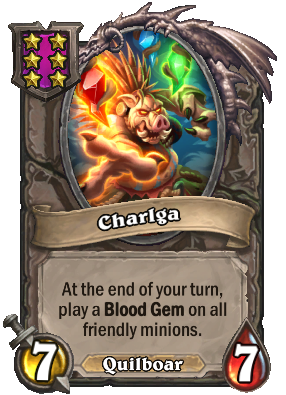 Charlga
At the end of your turn,
play a Blood Gem on all
friendly minions.
7
Quilboar
7